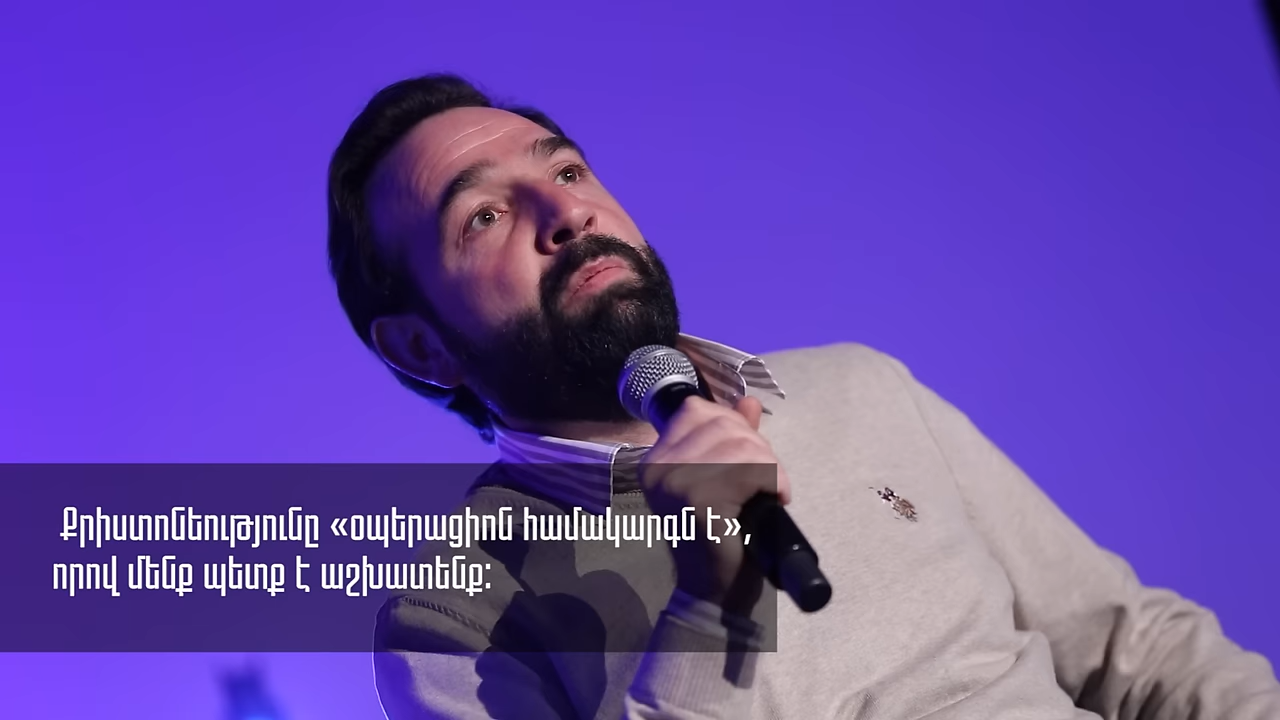 Քրիստոնեությունը «օպերացիոն համակարգն է»,
որով մենք պետք է աշխատենք: